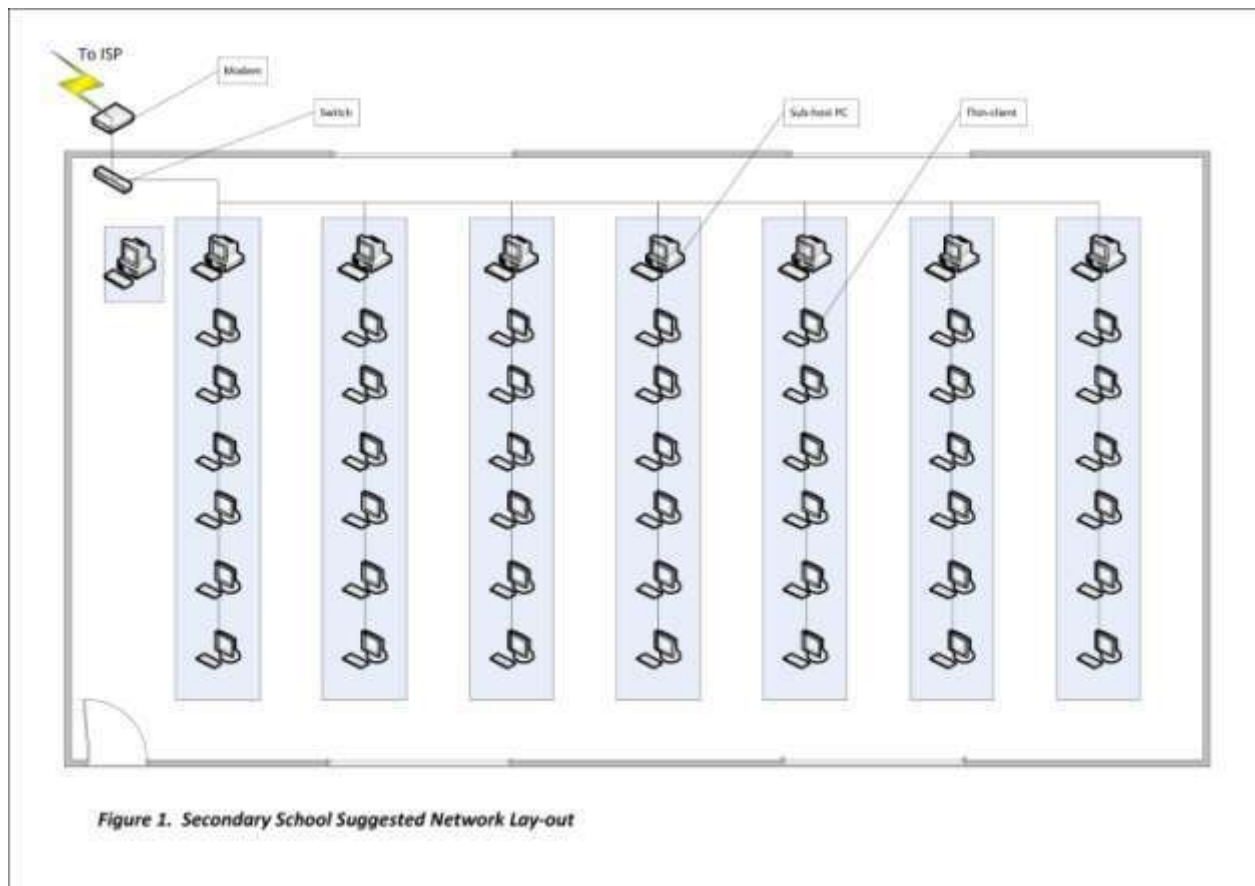 To ISP
Modem
Switch
Sub-host PC
Thin-client
Figure 1. Secondary School Suggested Network Lay-out